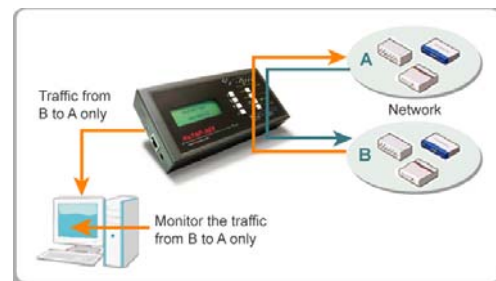 Traffic from
B to A only
A
Network
B
Monitor the traffic
from B to A only